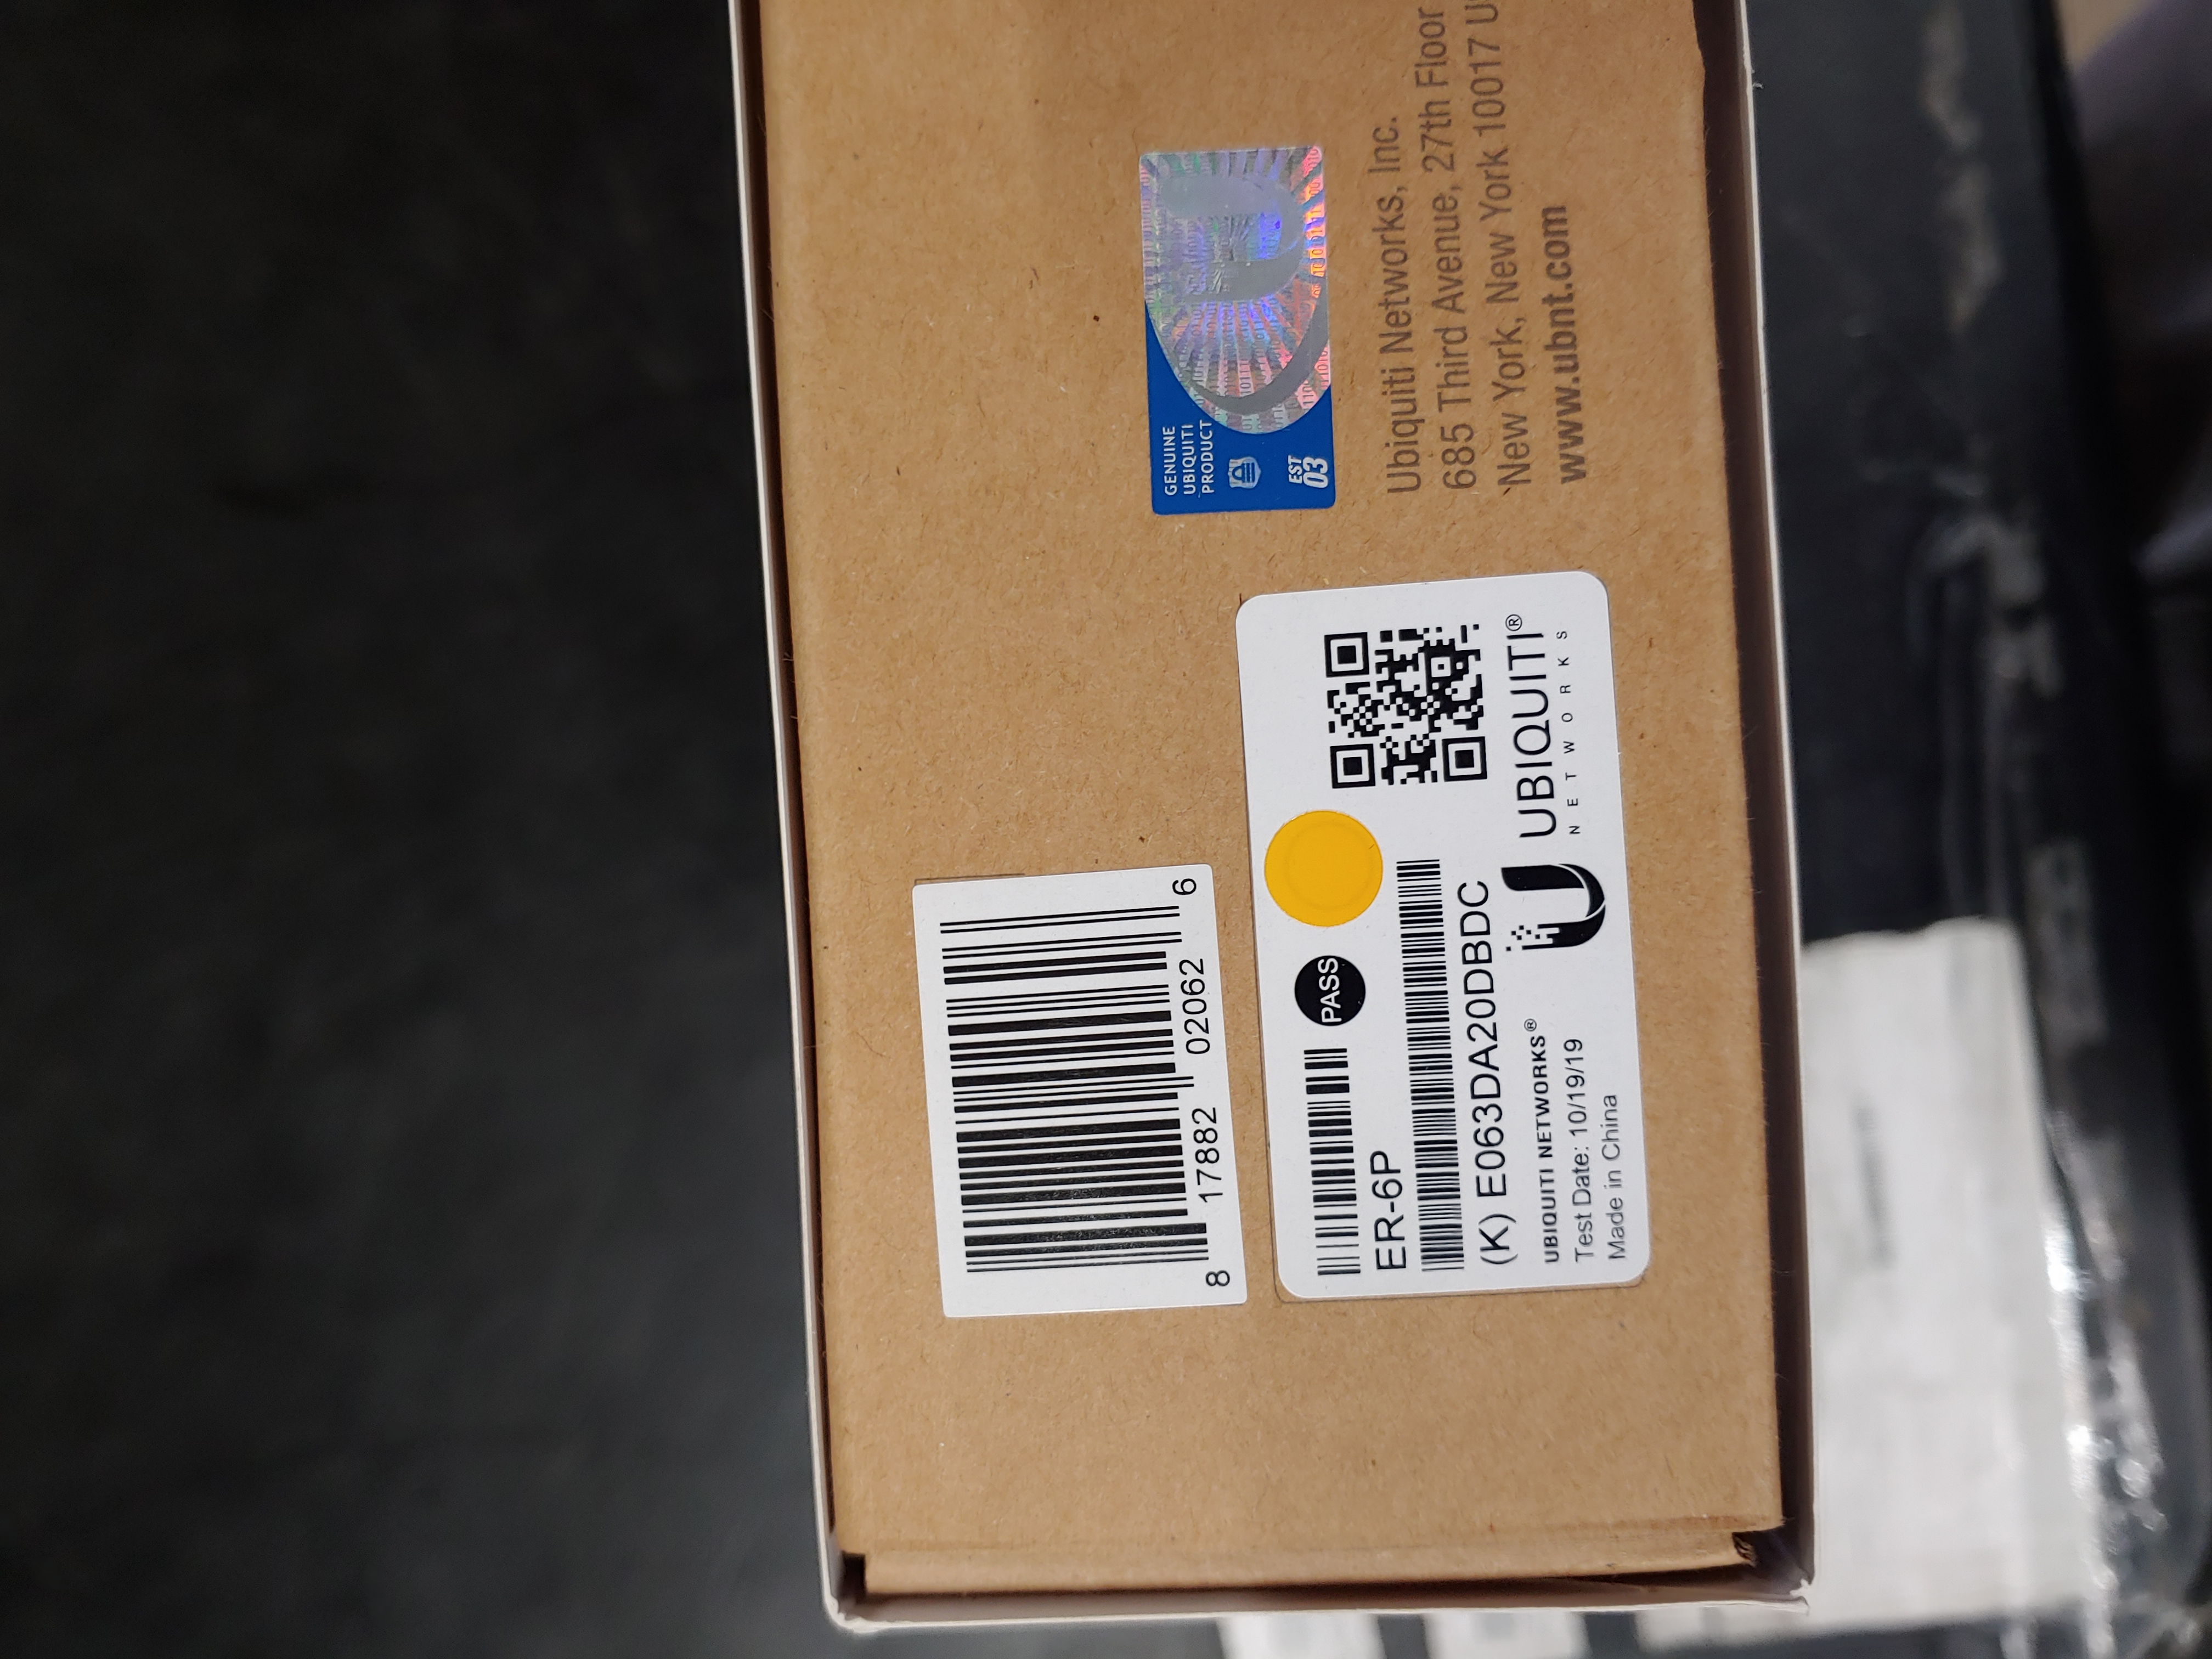 GENUINE
UBIQUITI
PRODUCT
EST
03
Ubiquiti Networks, Inc.
685 Third Avenue, 27th Floor
New York, New York 10017
www.ubnt.com
8 17882 02062 6
PASS
ER-6P
(K) E063DA20DBDC
UBIQUITI NETWORKS®
Test Date: 10/19/19
Made in China
UBIQUITI®
NETWORKS